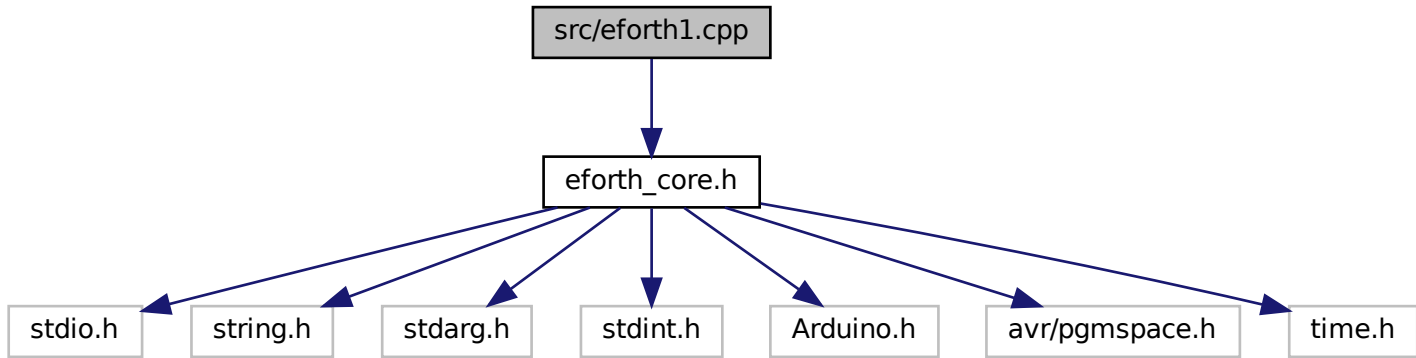 src/eforth1.cpp
eforth_core.h
stdio.h
string.h
stdarg.h
stdint.h
Arduino.h
avr/pgmspace.h
time.h